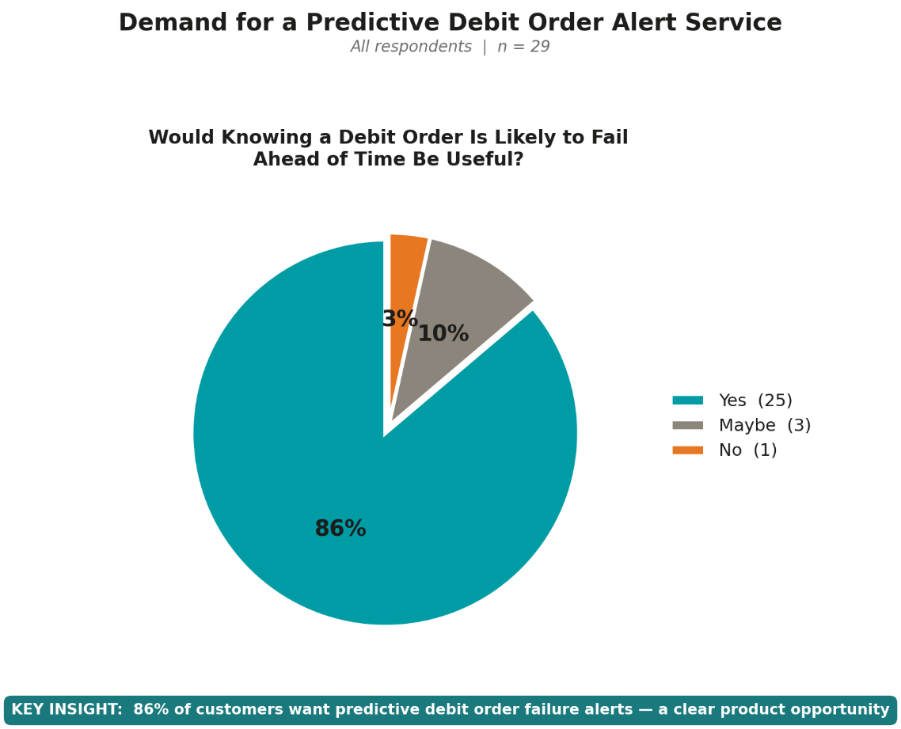 Demand for a Predictive Debit Order Alert Service
All respondents | n = 29
Would Knowing a Debit Order Is Likely to Fail
Ahead of Time Be Useful?
3%
10%
86%
Yes (25)
Maybe (3)
No (1)
KEY INSIGHT: 86% of customers want predictive debit order failure alerts — a clear product opportunity